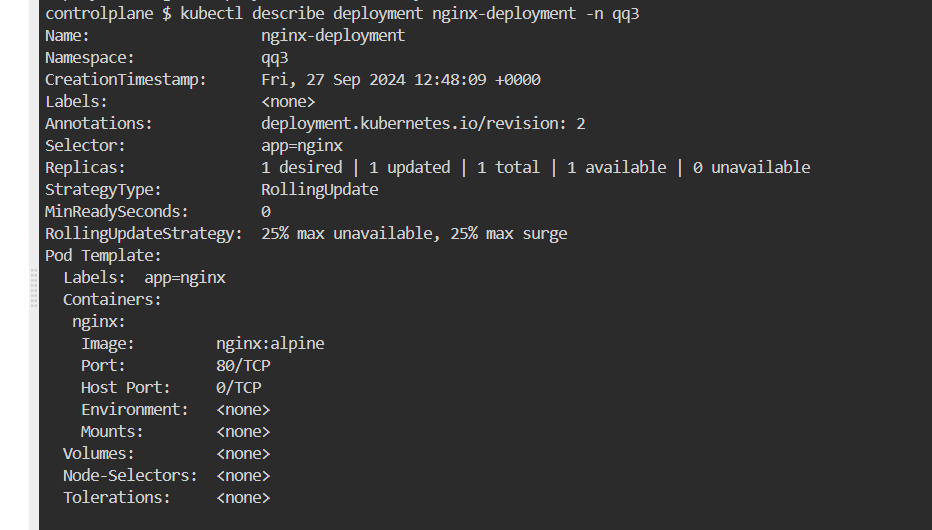 controlplane $ kubectl describe deployment nginx-deployment -n qq3
Name:                   nginx-deployment
Namespace:              qq3
CreationTimestamp:      Fri, 27 Sep 2024 12:48:09 +0000
Labels:                 <none>
Annotations:            deployment.kubernetes.io/revision: 2
Selector:               app=nginx
Replicas:               1 desired | 1 updated | 1 total | 1 available | 0 unavailable
StrategyType:           RollingUpdate
MinReadySeconds:        0
RollingUpdateStrategy:  25% max unavailable, 25% max surge
Pod Template:
  Labels:  app=nginx
  Containers:
   nginx:
    Image:         nginx:alpine
    Port:          80/TCP
    Host Port:     0/TCP
    Environment:   <none>
    Mounts:        <none>
  Volumes:         <none>
  Node-Selectors:  <none>
  Tolerations:     <none>